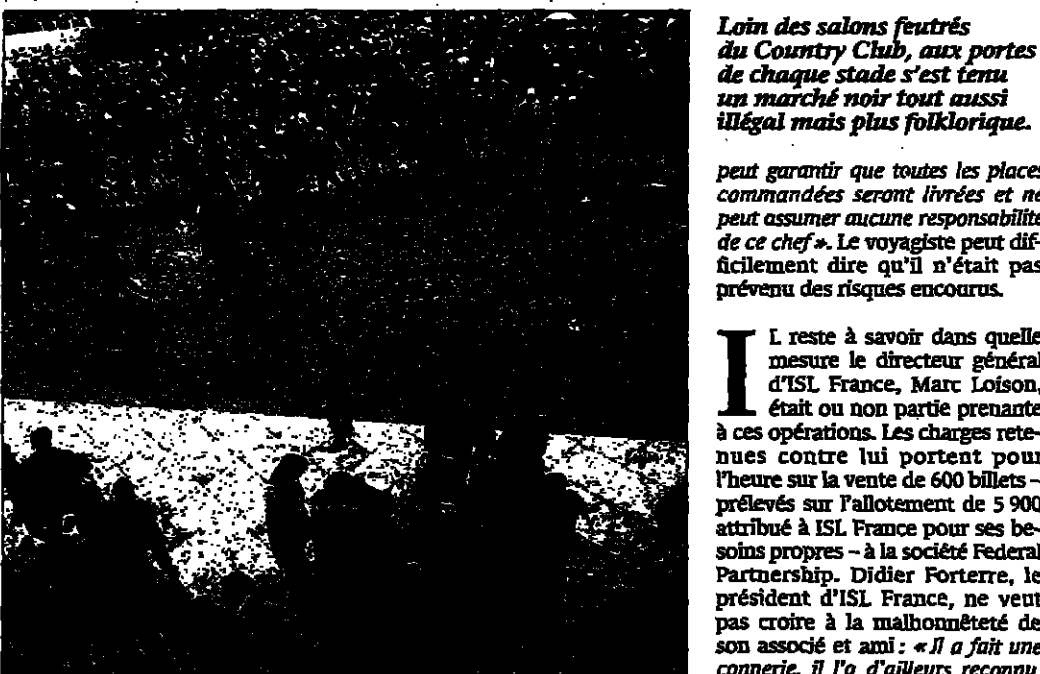 Loin des salons feutrés
du Country Club, aux portes
de chaque stade s'est tenu
un marché noir tout aussi
illégal mais plus folklorique.
peut garantir que toutes les places
commandées seront livrées et ne
peut assumer aucune responsabilité
de ce chef ». Le voyagiste peut dif-
ficilement dire qu'il n'était pas
prévenu des risques encourus.
IL reste à savoir dans quelle
mesure le directeur général
d'ISL France, Marc Loison,
était ou non partie prenante
à ces opérations. Les charges rete-
nues contre lui portent pour
l'heure sur la vente de 600 billets –
prélevés sur l'allotement de 5 900
attribué à ISL France pour ses be-
soins propres – à la société Federal
Partnership. Didier Forterre, le
président d'ISL France, ne veut
pas croire à la malhonnêteté de
son associé et ami : « Il a fait une
connerie, il l'a d'ailleurs reconnu,